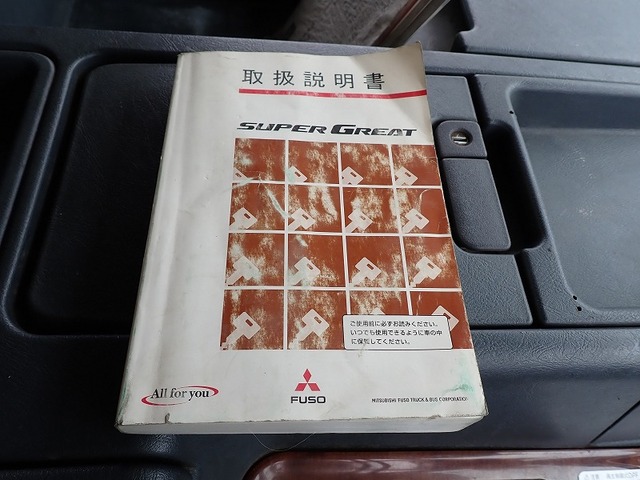 取扱説明書
SUPER GREAT
ご使用前に必ずお読みください。
いつでも使用できるように車の中
に保管してください。
All for you
FUSO
MITSUBISHI FUSO TRUCK & BUS CORPORATION